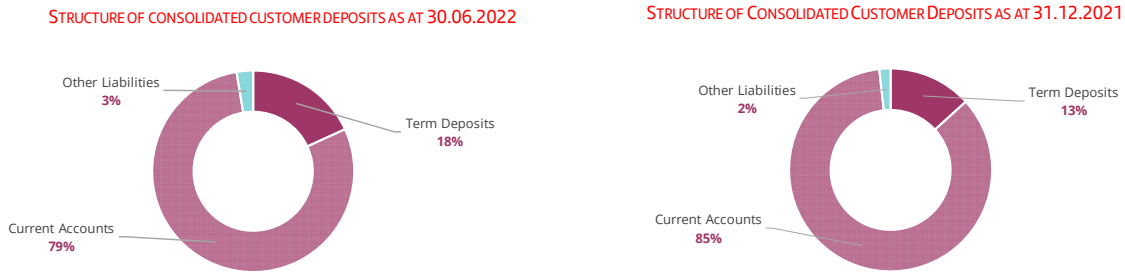 STRUCTURE OF CONSOLIDATED CUSTOMER DEPOSITS AS AT 30.06.2022
Other Liabilities
3%
Term Deposits
18%
Current Accounts
79%
STRUCTURE OF CONSOLIDATED CUSTOMER DEPOSITS AS AT 31.12.2021
Other Liabilities
2%
Term Deposits
13%
Current Accounts
85%